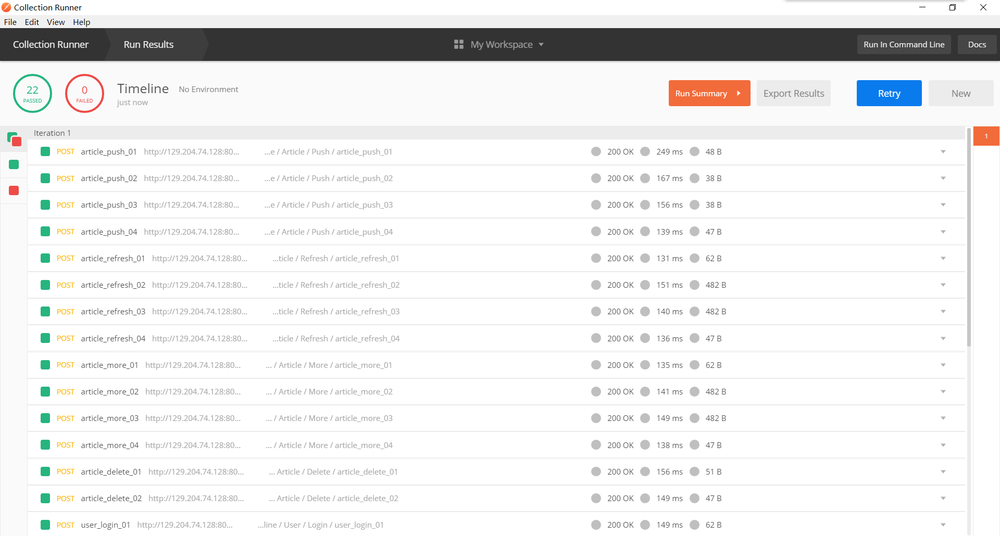 Collection Runner
File Edit View Help
Collection Runner Run Results My Workspace Run In Command Line Docs
22 PASSED
0 FAILED
Timeline No Environment
just now
Run Summary Export Results Retry New
Iteration 1
1
POST article_push_01 http://129.204.74.128:80... ...e / Article / Push / article_push_01 200 OK 249 ms 48 B
POST article_push_02 http://129.204.74.128:80... ...e / Article / Push / article_push_02 200 OK 167 ms 38 B
POST article_push_03 http://129.204.74.128:80... ...e / Article / Push / article_push_03 200 OK 156 ms 38 B
POST article_push_04 http://129.204.74.128:80... ...e / Article / Push / article_push_04 200 OK 139 ms 47 B
POST article_refresh_01 http://129.204.74.128:80... ...ticle / Refresh / article_refresh_01 200 OK 131 ms 62 B
POST article_refresh_02 http://129.204.74.128:80... ...ticle / Refresh / article_refresh_02 200 OK 151 ms 482 B
POST article_refresh_03 http://129.204.74.128:80... ...ticle / Refresh / article_refresh_03 200 OK 140 ms 482 B
POST article_refresh_04 http://129.204.74.128:80... ...ticle / Refresh / article_refresh_04 200 OK 136 ms 47 B
POST article_more_01 http://129.204.74.128:80... ... / Article / More / article_more_01 200 OK 135 ms 62 B
POST article_more_02 http://129.204.74.128:80... ... / Article / More / article_more_02 200 OK 141 ms 482 B
POST article_more_03 http://129.204.74.128:80... ... / Article / More / article_more_03 200 OK 149 ms 482 B
POST article_more_04 http://129.204.74.128:80... ... / Article / More / article_more_04 200 OK 138 ms 47 B
POST article_delete_01 http://129.204.74.128:80... ... Article / Delete / article_delete_01 200 OK 156 ms 51 B
POST article_delete_02 http://129.204.74.128:80... ... Article / Delete / article_delete_02 200 OK 149 ms 47 B
POST user_login_01 http://129.204.74.128:80... ...line / User / Login / user_login_01 200 OK 149 ms 62 B